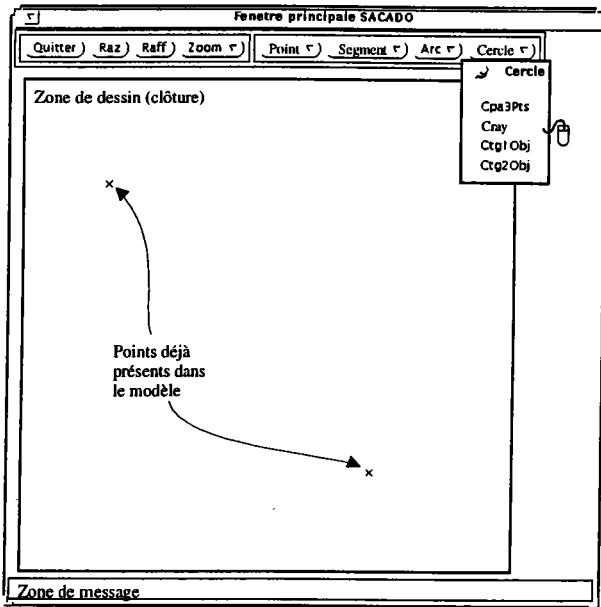 Fenetre principale SACADO
Quitter Raz Raff Zoom Point Segment Arc Cercle
Cercle
Zone de dessin (clôture)
Cpa3Pts
Cray
Ctg1Obj
Ctg2Obj
Points déjà
présents dans
le modèle
Zone de message